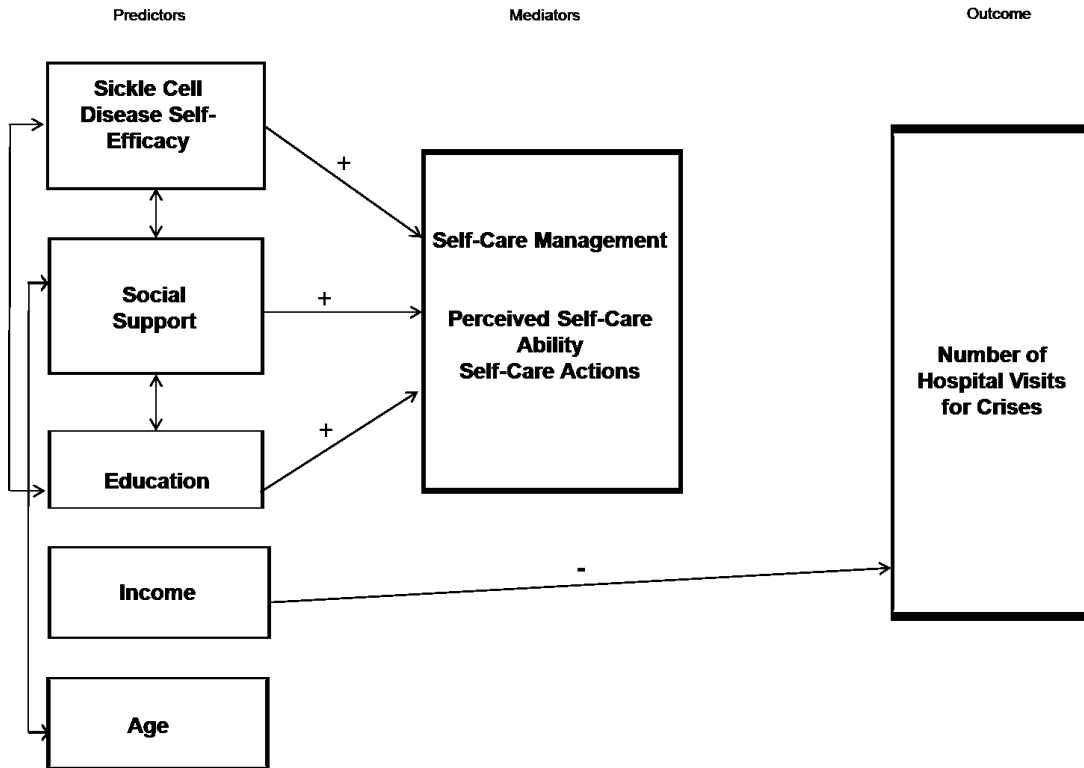 Predictors
Mediators
Outcome
Sickle Cell
Disease Self-
Efficacy
+
Self-Care Management
Social
Support
+
Perceived Self-Care
Ability
Self-Care Actions
Number of
Hospital Visits
for Crises
+
Education
-
Income
Age